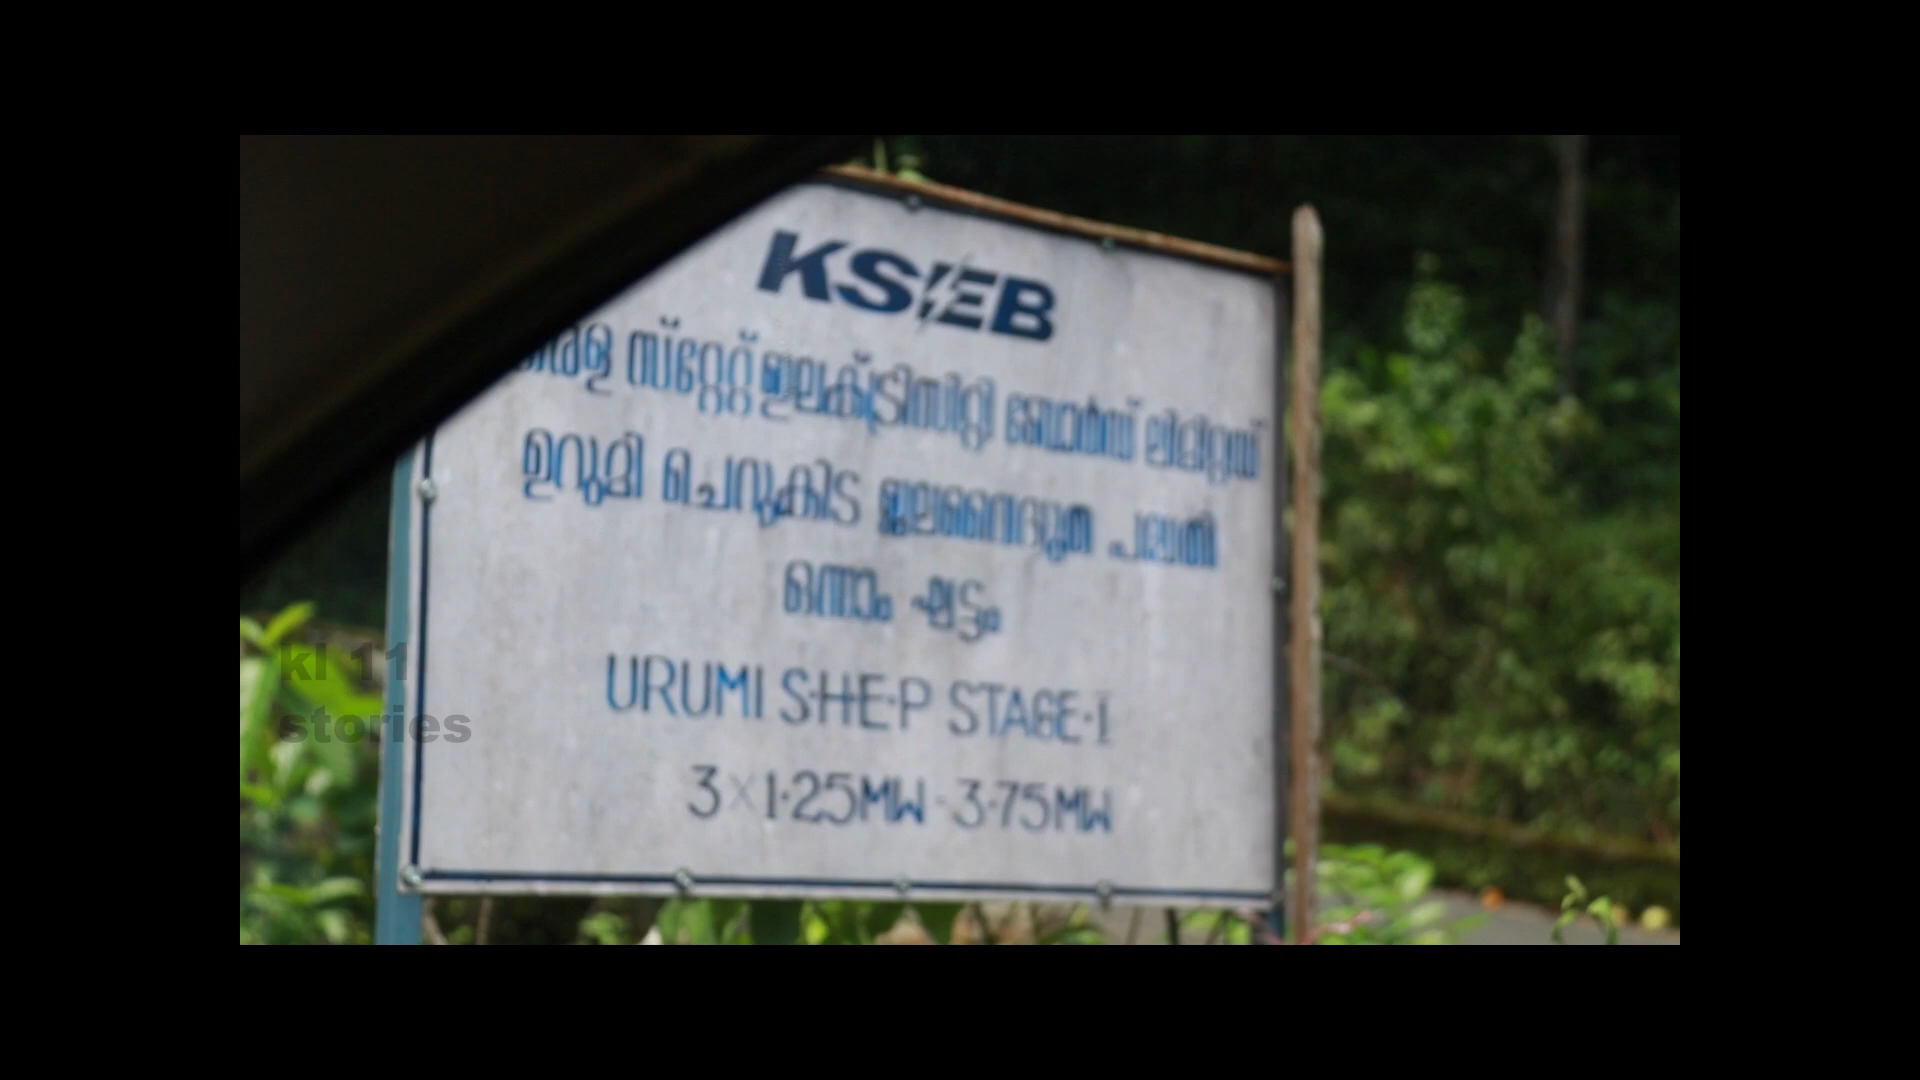 KSEB
കേരള സ്റ്റേറ്റ് ഇലക്ട്രിസിറ്റി ബോർഡ് ലിമിറ്റഡ്
ഉറുമി ചെറുകിട ജലവൈദ്യുത പദ്ധതി
ഒന്നാം ഘട്ടം
URUMI S·H·E·P STAGE·I
3×1·25MW-3·75MW
kl 11
stories